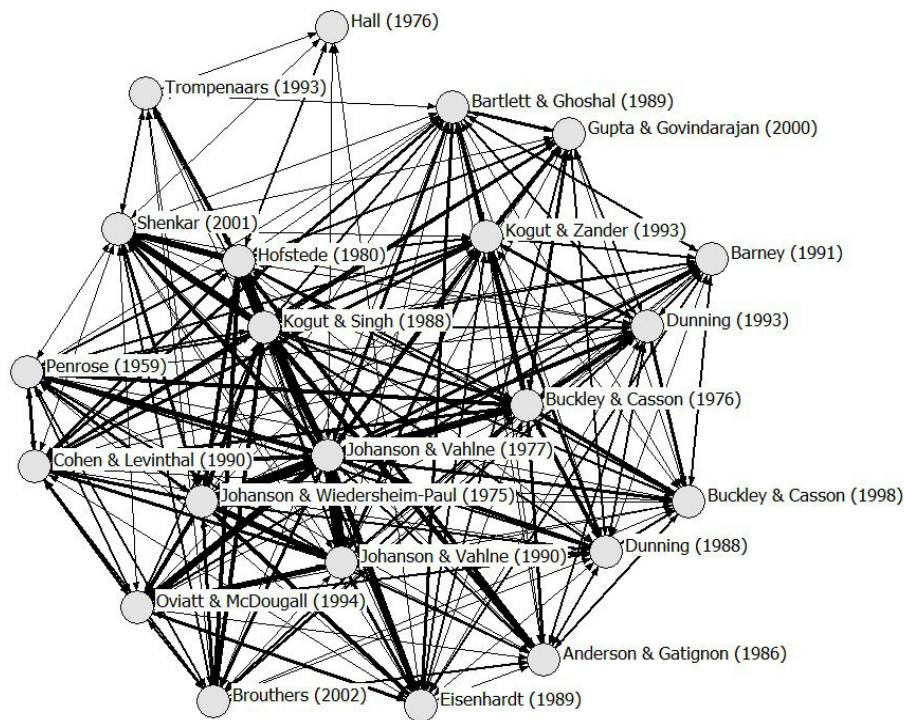 Hall (1976)
Trompenaars (1993)
Bartlett & Ghoshal (1989)
Gupta & Govindarajan (2000)
Shenkar (2001)
Kogut & Zander (1993)
Hofstede (1980)
Barney (1991)
Kogut & Singh (1988)
Dunning (1993)
Penrose (1959)
Buckley & Casson (1976)
Johanson & Vahlne (1977)
Cohen & Levinthal (1990)
Johanson & Wiedersheim-Paul (1975)
Buckley & Casson (1998)
Dunning (1988)
Johanson & Vahlne (1990)
Oviatt & McDougall (1994)
Anderson & Gatignon (1986)
Brouthers (2002)
Eisenhardt (1989)